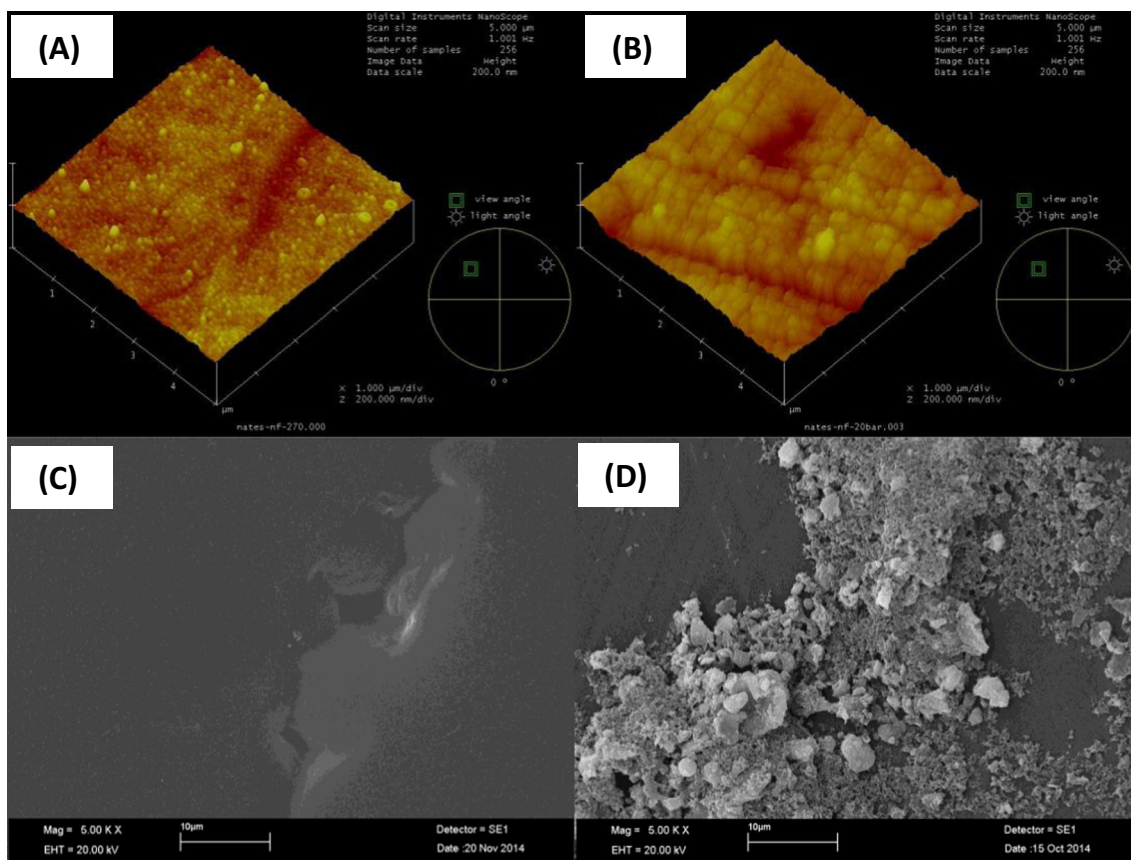 (A)
Digital Instruments NanoScope
Scan size 5.000 µm
Scan rate 1.001 Hz
Number of samples 256
Image Data Height
Data scale 200.0 nm
view angle
light angle
1
2
3
4
µm
X 1.000 µm/div
Z 200.000 nm/div
0 °
nates-nf-270.000
(B)
Digital Instruments NanoScope
Scan size 5.000 µm
Scan rate 1.001 Hz
Number of samples 256
Image Data Height
Data scale 200.0 nm
view angle
light angle
1
2
3
4
µm
X 1.000 µm/div
Z 200.000 nm/div
0 °
nates-nf-20bar.003
(C)
Mag = 5.00 K X
EHT = 20.00 kV
10µm
Detector = SE1
Date :20 Nov 2014
(D)
Mag = 5.00 K X
EHT = 20.00 kV
10µm
Detector = SE1
Date :15 Oct 2014